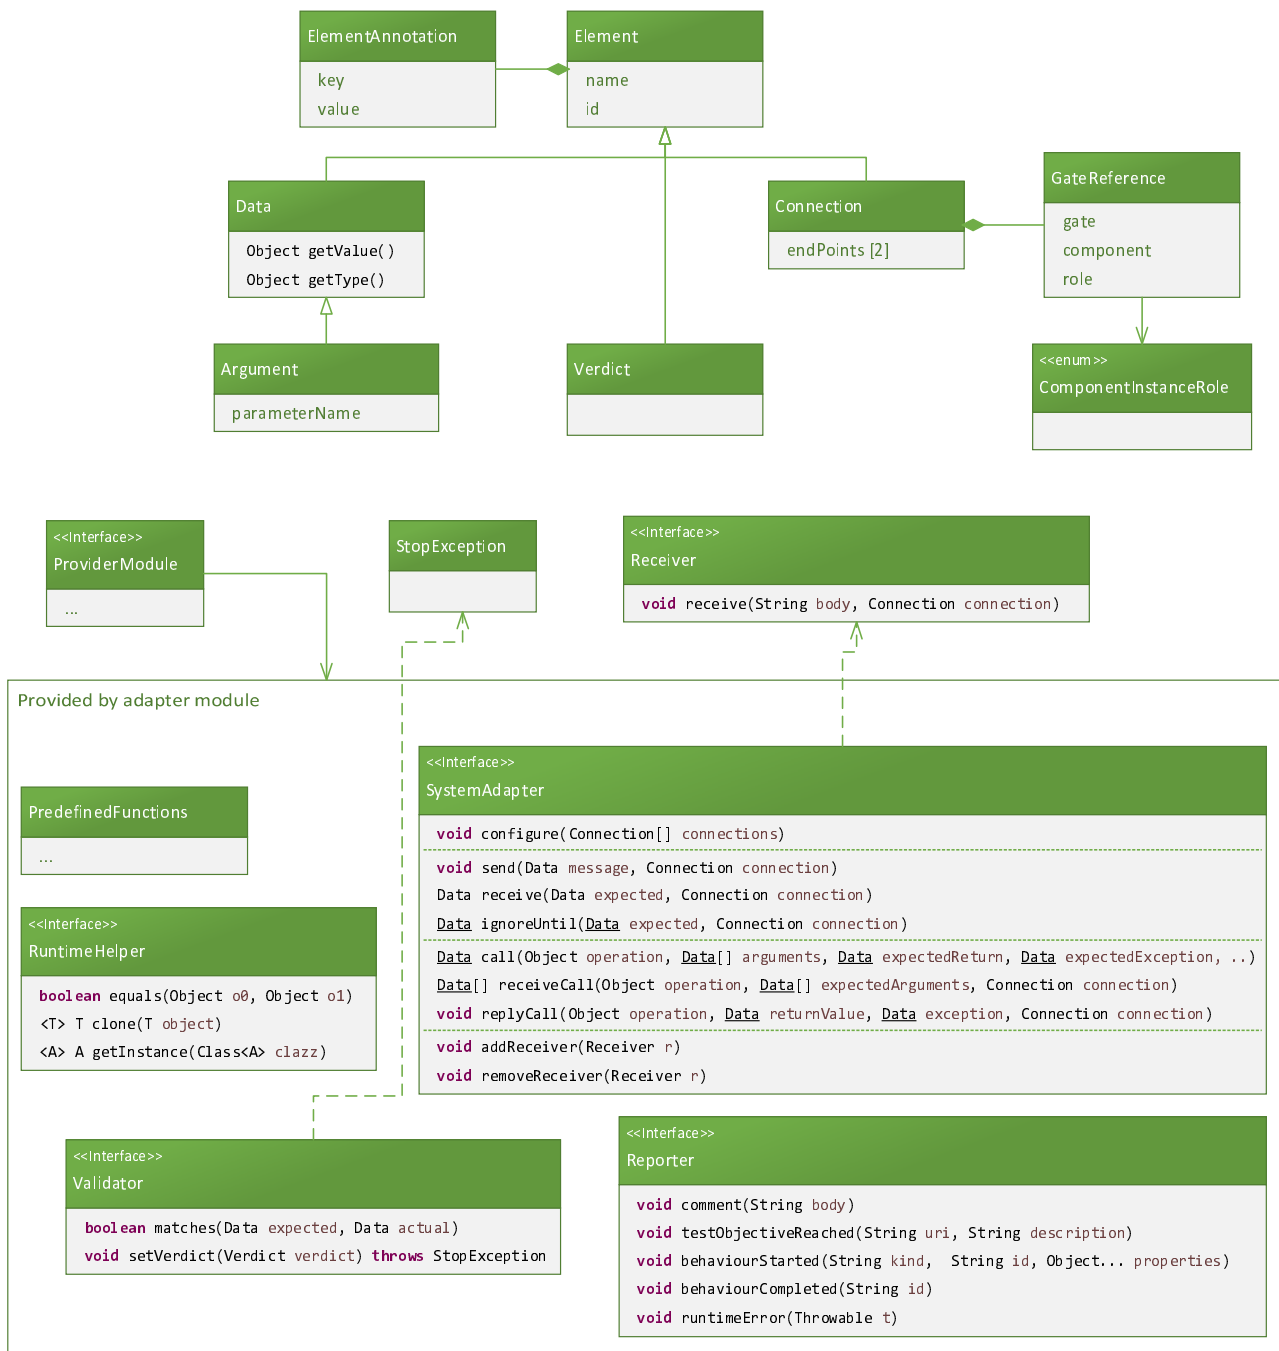 ElementAnnotation
key
value
Element
name
id
Data
Object getValue()
Object getType()
Connection
endPoints [2]
GateReference
gate
component
role
Argument
parameterName
Verdict
<<enum>>
ComponentInstanceRole
<<Interface>>
ProviderModule
...
StopException
<<Interface>>
Receiver
void receive(String body, Connection connection)
Provided by adapter module
<<Interface>>
SystemAdapter
void configure(Connection[] connections)
void send(Data message, Connection connection)
Data receive(Data expected, Connection connection)
Data ignoreUntil(Data expected, Connection connection)
Data call(Object operation, Data[] arguments, Data expectedReturn, Data expectedException, ..)
Data[] receiveCall(Object operation, Data[] expectedArguments, Connection connection)
void replyCall(Object operation, Data returnValue, Data exception, Connection connection)
void addReceiver(Receiver r)
void removeReceiver(Receiver r)
PredefinedFunctions
...
<<Interface>>
RuntimeHelper
boolean equals(Object o0, Object o1)
<T> T clone(T object)
<A> A getInstance(Class<A> clazz)
<<Interface>>
Validator
boolean matches(Data expected, Data actual)
void setVerdict(Verdict verdict) throws StopException
<<Interface>>
Reporter
void comment(String body)
void testObjectiveReached(String uri, String description)
void behaviourStarted(String kind, String id, Object... properties)
void behaviourCompleted(String id)
void runtimeError(Throwable t)